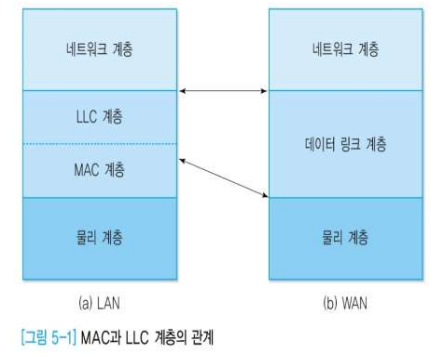 네트워크 계층
네트워크 계층
LLC 계층
데이터 링크 계층
MAC 계층
물리 계층
물리 계층
(a) LAN
(b) WAN
[그림 5-1] MAC과 LLC 계층의 관계